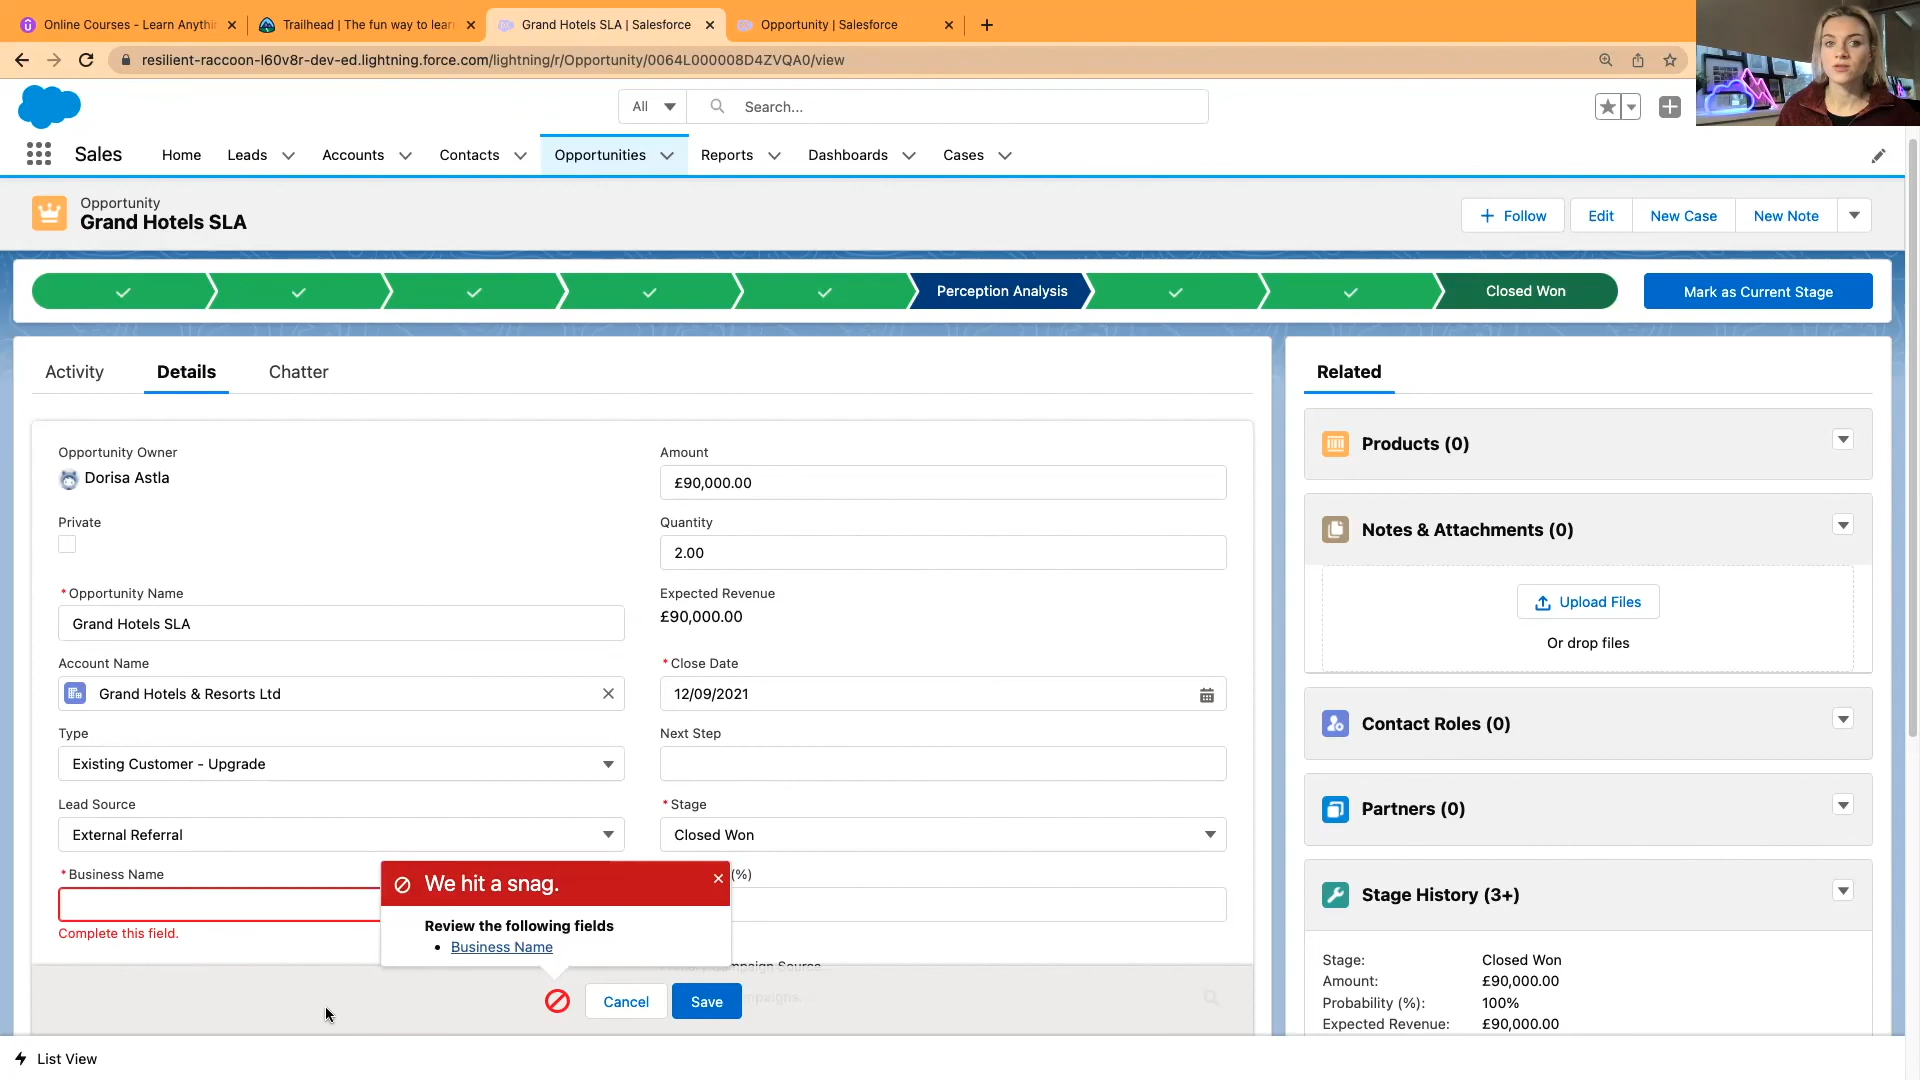 Online Courses - Learn Anythi
Trailhead | The fun way to lear
Grand Hotels SLA | Salesforce
Opportunity | Salesforce
resilient-raccoon-l60v8r-dev-ed.lightning.force.com/lightning/r/Opportunity/0064L000008D4ZVQA0/view
All
Search...
Sales
Home
Leads
Accounts
Contacts
Opportunities
Reports
Dashboards
Cases
Opportunity
Grand Hotels SLA
Follow
Edit
New Case
New Note
Perception Analysis
Closed Won
Mark as Current Stage
Activity
Details
Chatter
Opportunity Owner
Dorisa Astla
Private
*Opportunity Name
Grand Hotels SLA
Account Name
Grand Hotels & Resorts Ltd
Type
Existing Customer - Upgrade
Lead Source
External Referral
*Business Name
Complete this field.
Amount
£90,000.00
Quantity
2.00
Expected Revenue
£90,000.00
*Close Date
12/09/2021
Next Step
*Stage
Closed Won
(%)
We hit a snag.
Review the following fields
• Business Name
Cancel
Save
Related
Products (0)
Notes & Attachments (0)
Upload Files
Or drop files
Contact Roles (0)
Partners (0)
Stage History (3+)
Stage: Closed Won
Amount: £90,000.00
Probability (%): 100%
Expected Revenue: £90,000.00
List View